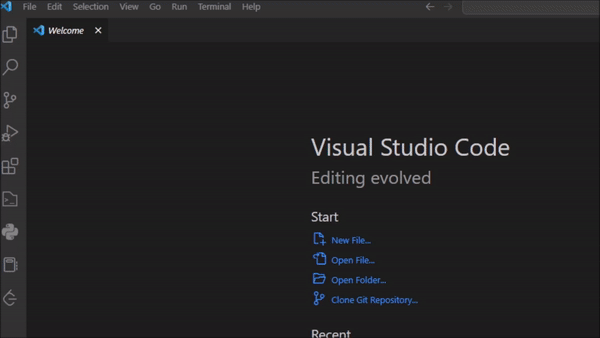 File Edit Selection View Go Run Terminal Help
Welcome
Visual Studio Code
Editing evolved
Start
New File...
Open File...
Open Folder...
Clone Git Repository...
Recent